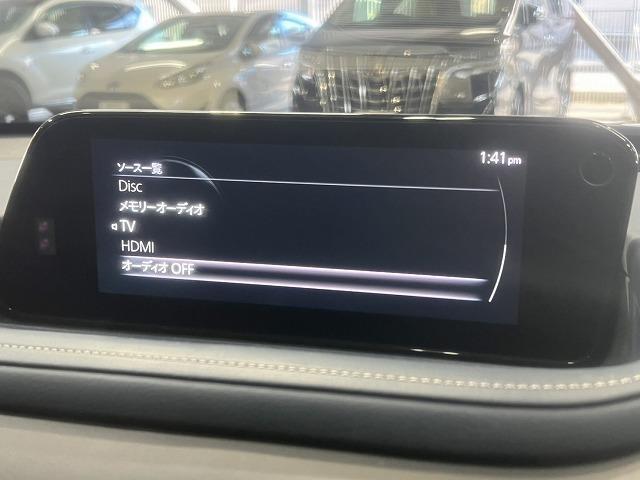 1:41 pm
ソース一覧
Disc
メモリーオーディオ
TV
HDMI
オーディオ OFF